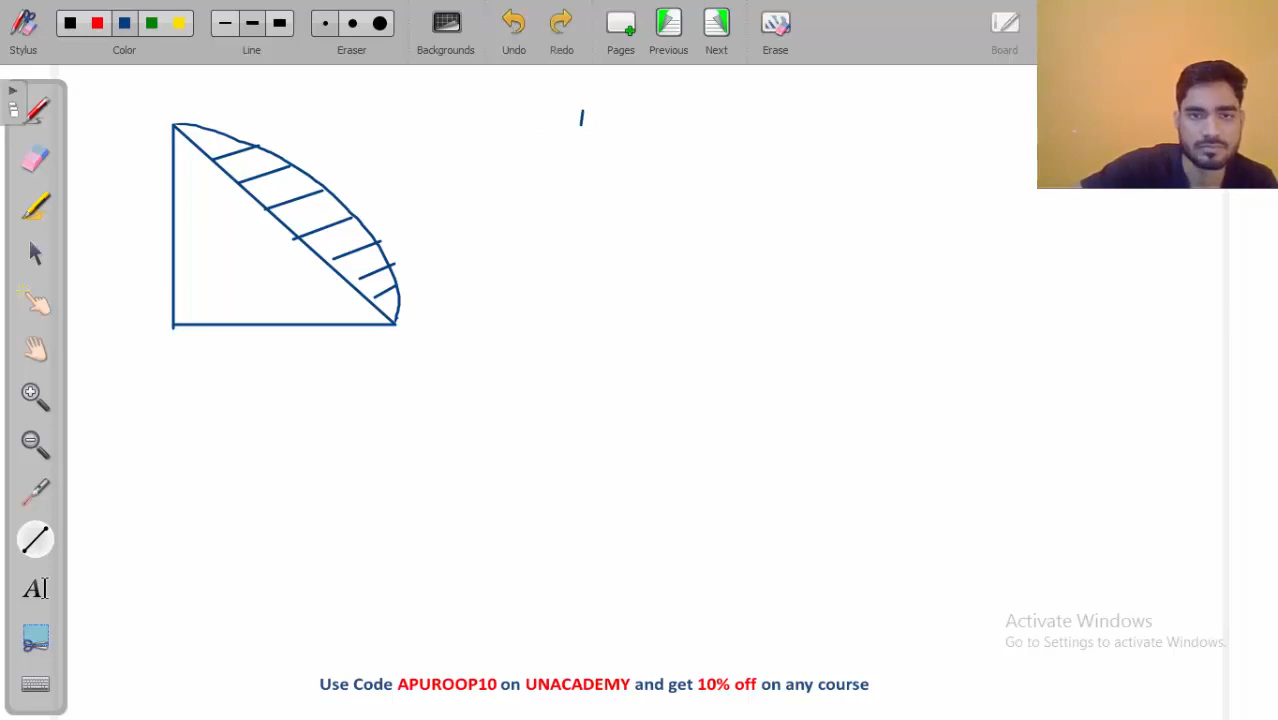 Stylus
Color
Line
Eraser
Backgrounds
Undo
Redo
Pages
Previous
Next
Erase
Board
A
Activate Windows
Go to Settings to activate Windows.
Use Code APUROOP10 on UNACADEMY and get 10% off on any course